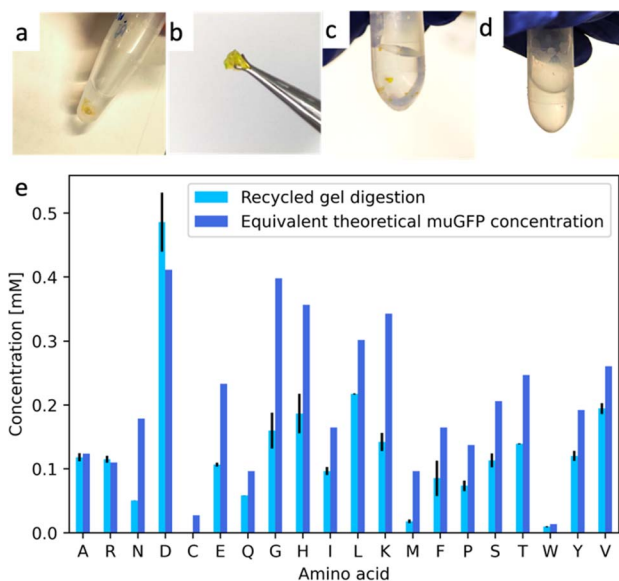 a
b
c
d
e
Recycled gel digestion
Equivalent theoretical muGFP concentration
0.5
0.4
0.3
0.2
0.1
0.0
Concentration [mM]
A R N D C E Q G H I L K M F P S T W Y V
Amino acid